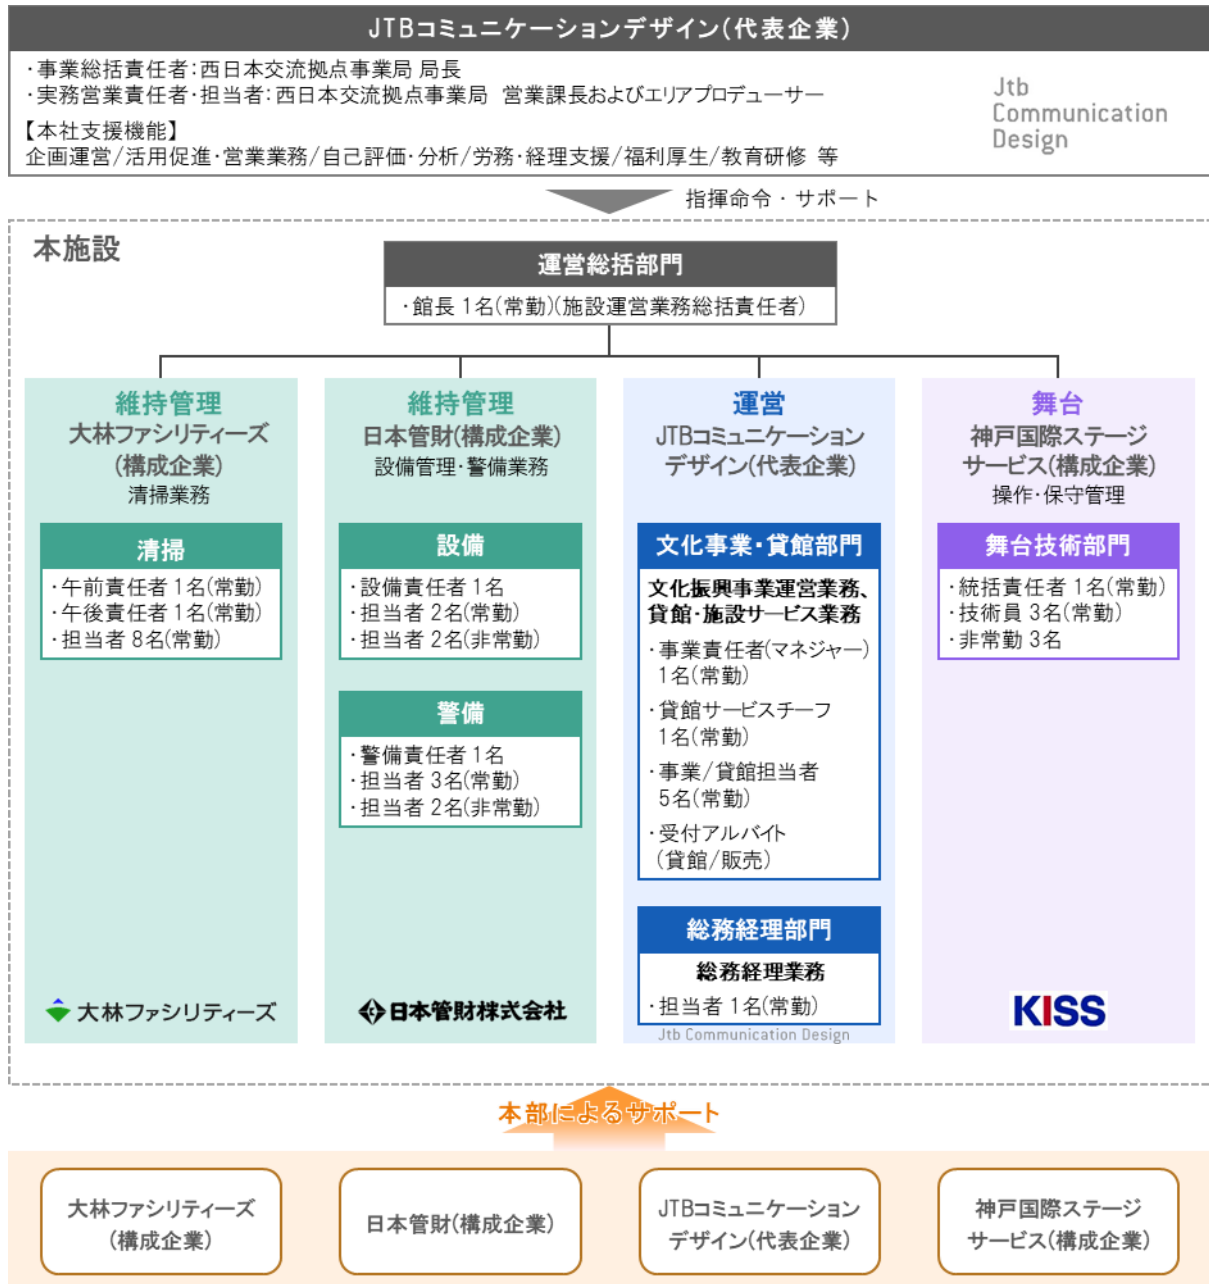 JTBコミュニケーションデザイン(代表企業)
・事業総括責任者:西日本交流拠点事業局 局長
・実務営業責任者・担当者:西日本交流拠点事業局 営業課長およびエリアプロデューサー
【本社支援機能】
企画運営/活用促進・営業業務/自己評価・分析/労務・経理支援/福利厚生/教育研修 等
Jtb
Communication
Design
指揮命令・サポート
本施設
運営総括部門
・館長 1名(常勤)(施設運営業務総括責任者)
維持管理
大林ファシリティーズ
(構成企業)
清掃業務
清掃
・午前責任者 1名(常勤)
・午後責任者 1名(常勤)
・担当者 8名(常勤)
大林ファシリティーズ
維持管理
日本管財(構成企業)
設備管理・警備業務
設備
・設備責任者 1名
・担当者 2名(常勤)
・担当者 2名(非常勤)
警備
・警備責任者 1名
・担当者 3名(常勤)
・担当者 2名(非常勤)
日本管財株式会社
運営
JTBコミュニケーション
デザイン(代表企業)
文化事業・貸館部門
文化振興事業運営業務、
貸館・施設サービス業務
・事業責任者(マネジャー)
1名(常勤)
・貸館サービスチーフ
1名(常勤)
・事業/貸館担当者
5名(常勤)
・受付アルバイト
(貸館/販売)
総務経理部門
総務経理業務
・担当者 1名(常勤)
Jtb Communication Design
舞台
神戸国際ステージ
サービス(構成企業)
操作・保守管理
舞台技術部門
・統括責任者 1名(常勤)
・技術員 3名(常勤)
・非常勤 3名
KISS
本部によるサポート
大林ファシリティーズ
(構成企業)
日本管財(構成企業)
JTBコミュニケーション
デザイン(代表企業)
神戸国際ステージ
サービス(構成企業)